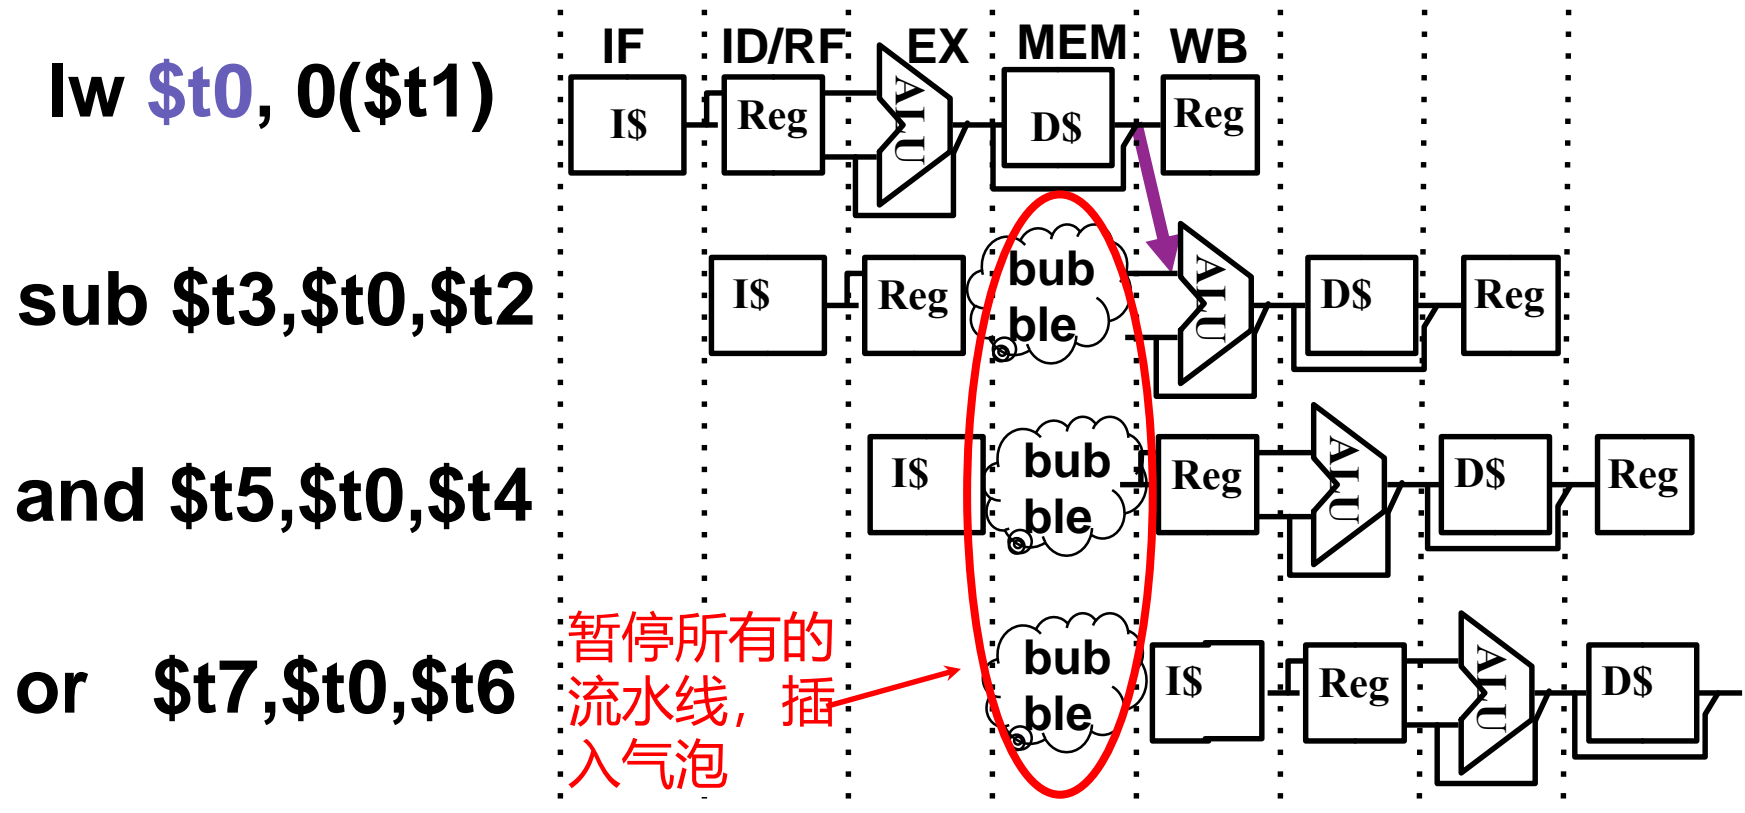 IF ID/RF EX MEM WB
lw $t0, 0($t1)
I$ Reg ALU D$ Reg
sub $t3,$t0,$t2
I$ Reg bub ble ALU D$ Reg
and $t5,$t0,$t4
I$ bub ble Reg ALU D$ Reg
or $t7,$t0,$t6
bub ble I$ Reg ALU D$
暂停所有的
流水线，插
入气泡